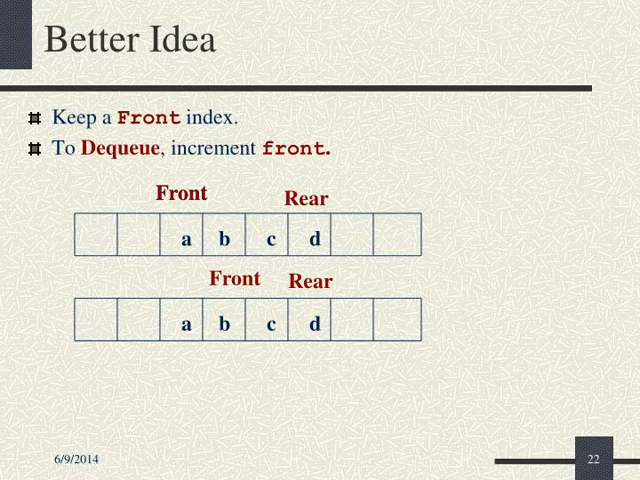 Better Idea
Keep a Front index.
To Dequeue, increment front.
Front Rear
a b c d
Front Rear
a b c d
6/9/2014 22